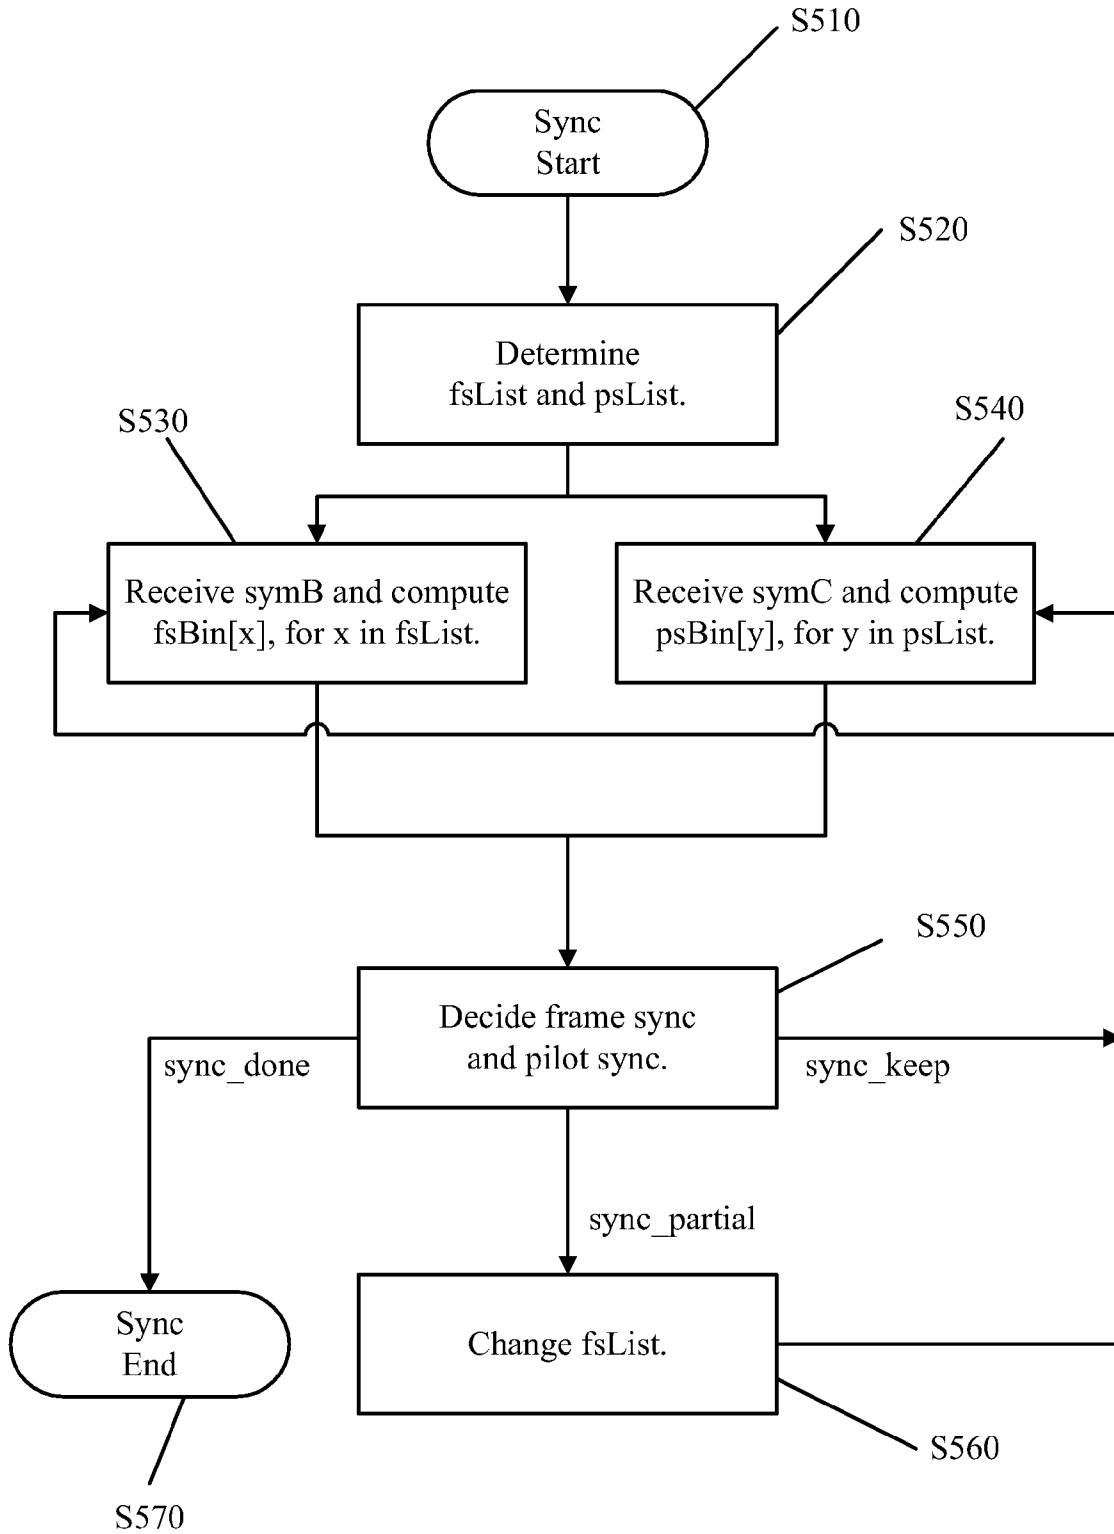 S510
Sync
Start
S520
Determine
fsList and psList.
S530
S540
Receive symB and compute
fsBin[x], for x in fsList.
Receive symC and compute
psBin[y], for y in psList.
S550
Decide frame sync
and pilot sync.
sync_done
sync_keep
sync_partial
Sync
End
Change fsList.
S560
S570